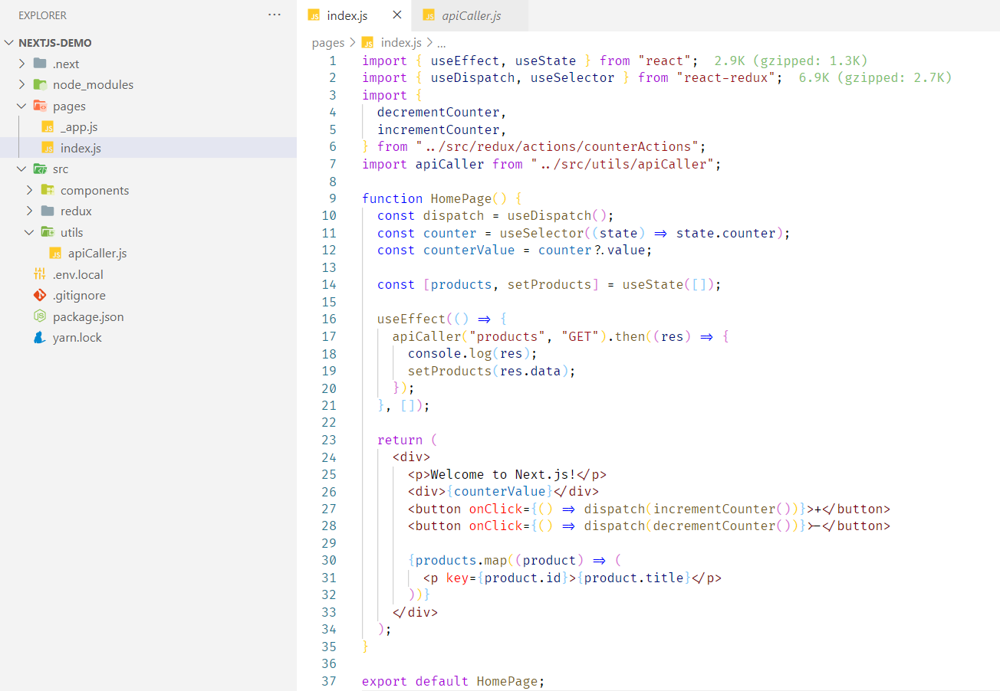 EXPLORER
...
NEXTJS-DEMO
.next
node_modules
pages
_app.js
index.js
src
components
redux
utils
apiCaller.js
.env.local
.gitignore
package.json
yarn.lock
JS index.js × JS apiCaller.js
pages > JS index.js > ...
1 import { useEffect, useState } from "react"; 2.9K (gzipped: 1.3K)
2 import { useDispatch, useSelector } from "react-redux"; 6.9K (gzipped: 2.7K)
3 import {
4   decrementCounter,
5   incrementCounter,
6 } from "../src/redux/actions/counterActions";
7 import apiCaller from "../src/utils/apiCaller";
8
9 function HomePage() {
10   const dispatch = useDispatch();
11   const counter = useSelector((state) => state.counter);
12   const counterValue = counter?.value;
13
14   const [products, setProducts] = useState([]);
15
16   useEffect(() => {
17     apiCaller("products", "GET").then((res) => {
18       console.log(res);
19       setProducts(res.data);
20     });
21   }, []);
22
23   return (
24     <div>
25       <p>Welcome to Next.js!</p>
26       <div>{counterValue}</div>
27       <button onClick={() => dispatch(incrementCounter())}>+</button>
28       <button onClick={() => dispatch(decrementCounter())}>-</button>
29
30       {products.map((product) => (
31         <p key={product.id}>{product.title}</p>
32       ))}
33     </div>
34   );
35 }
36
37 export default HomePage;